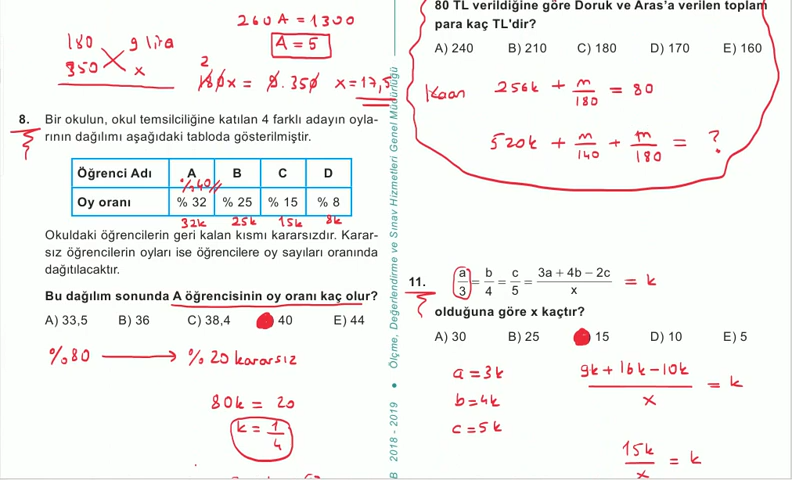 260A = 1300
A = 5
180 9 lira
350 x
2
180x = 9.350 x = 17,5
8. Bir okulun, okul temsilciliğine katılan 4 farklı adayın oyla-
rının dağılımı aşağıdaki tabloda gösterilmiştir.
Öğrenci Adı A B C D
%40
Oy oranı % 32 % 25 % 15 % 8
32k 25k 15k 8k
Okuldaki öğrencilerin geri kalan kısmı kararsızdır. Karar-
sız öğrencilerin oyları ise öğrencilere oy sayıları oranında
dağıtılacaktır.
Bu dağılım sonunda A öğrencisinin oy oranı kaç olur?
A) 33,5 B) 36 C) 38,4 40 E) 44
%80 → %20 kararsız
80k = 20
k = 1/4
B 2018 - 2019 • Ölçme, Değerlendirme ve Sınav Hizmetleri Genel Müdürlüğü
80 TL verildiğine göre Doruk ve Aras'a verilen toplam
para kaç TL'dir?
A) 240 B) 210 C) 180 D) 170 E) 160
Kaan 256k + m/180 = 80
520k + m/140 + m/180 = ?
11. a/3 = b/4 = c/5 = 3a + 4b − 2c/x = k
olduğuna göre x kaçtır?
A) 30 B) 25 15 D) 10 E) 5
a = 3k
b = 4k
c = 5k
9k + 16k − 10k/x = k
15k/x = k